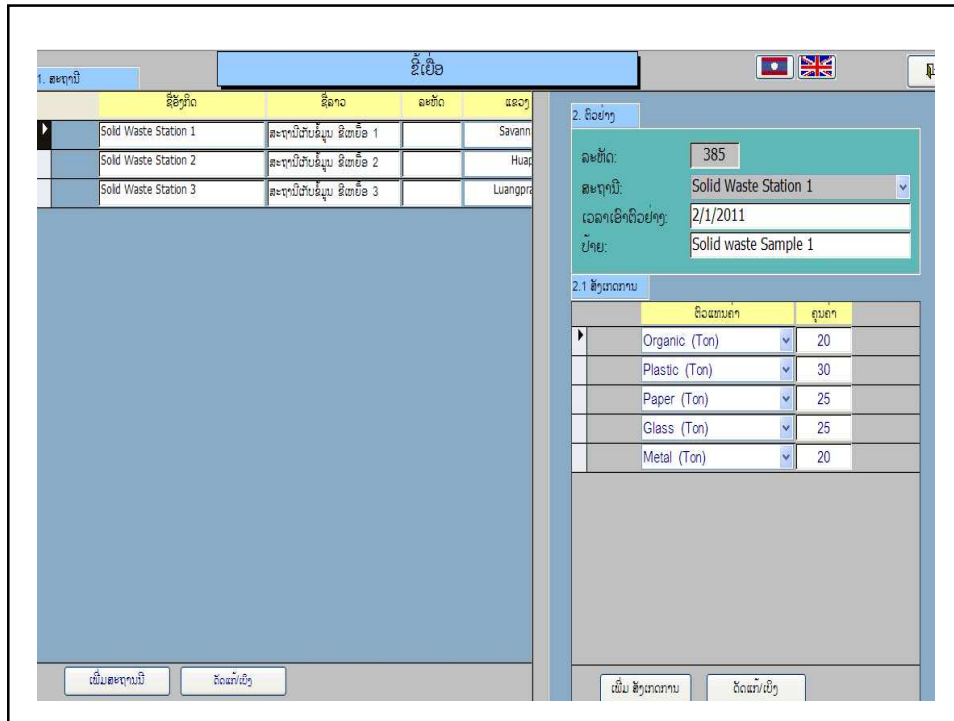 ຂີ້ເຍື່ອ
1. ສະຖານີ
ຊື່ອັງກິດ ຊື່ລາວ ລະຫັດ ແຂວງ
Solid Waste Station 1 ສະຖານີເກັບຂໍ້ມູນ ຂີເຫຍື້ອ 1 Savann
Solid Waste Station 2 ສະຖານີເກັບຂໍ້ມູນ ຂີເຫຍື້ອ 2 Huap
Solid Waste Station 3 ສະຖານີເກັບຂໍ້ມູນ ຂີເຫຍື້ອ 3 Luangpra
ເພີ່ມສະຖານນີ ດັດແກ້/ເບິ່ງ
2. ຕົວຢ່າງ
ລະຫັດ: 385
ສະຖານີ: Solid Waste Station 1
ເວລາເອົາຕົວຢ່າງ: 2/1/2011
ປ້າຍ: Solid waste Sample 1
2.1 ສັງເກດການ
ຕົວແທນຄ່າ ຄຸນຄ່າ
Organic (Ton) 20
Plastic (Ton) 30
Paper (Ton) 25
Glass (Ton) 25
Metal (Ton) 20
ເພີ່ມ ສັງເກດການ ດັດແກ້/ເບິ່ງ